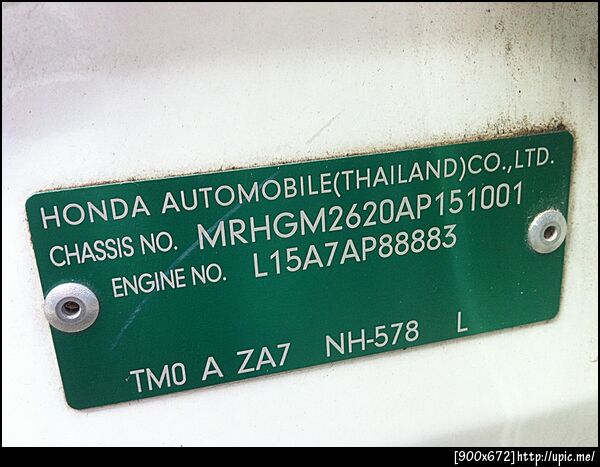 HONDA AUTOMOBILE(THAILAND)CO.,LTD.
CHASSIS NO. MRHGM2620AP151001
ENGINE NO. L15A7AP88883
TM0 A ZA7 NH-578 L
[900x672]http://upic.me/